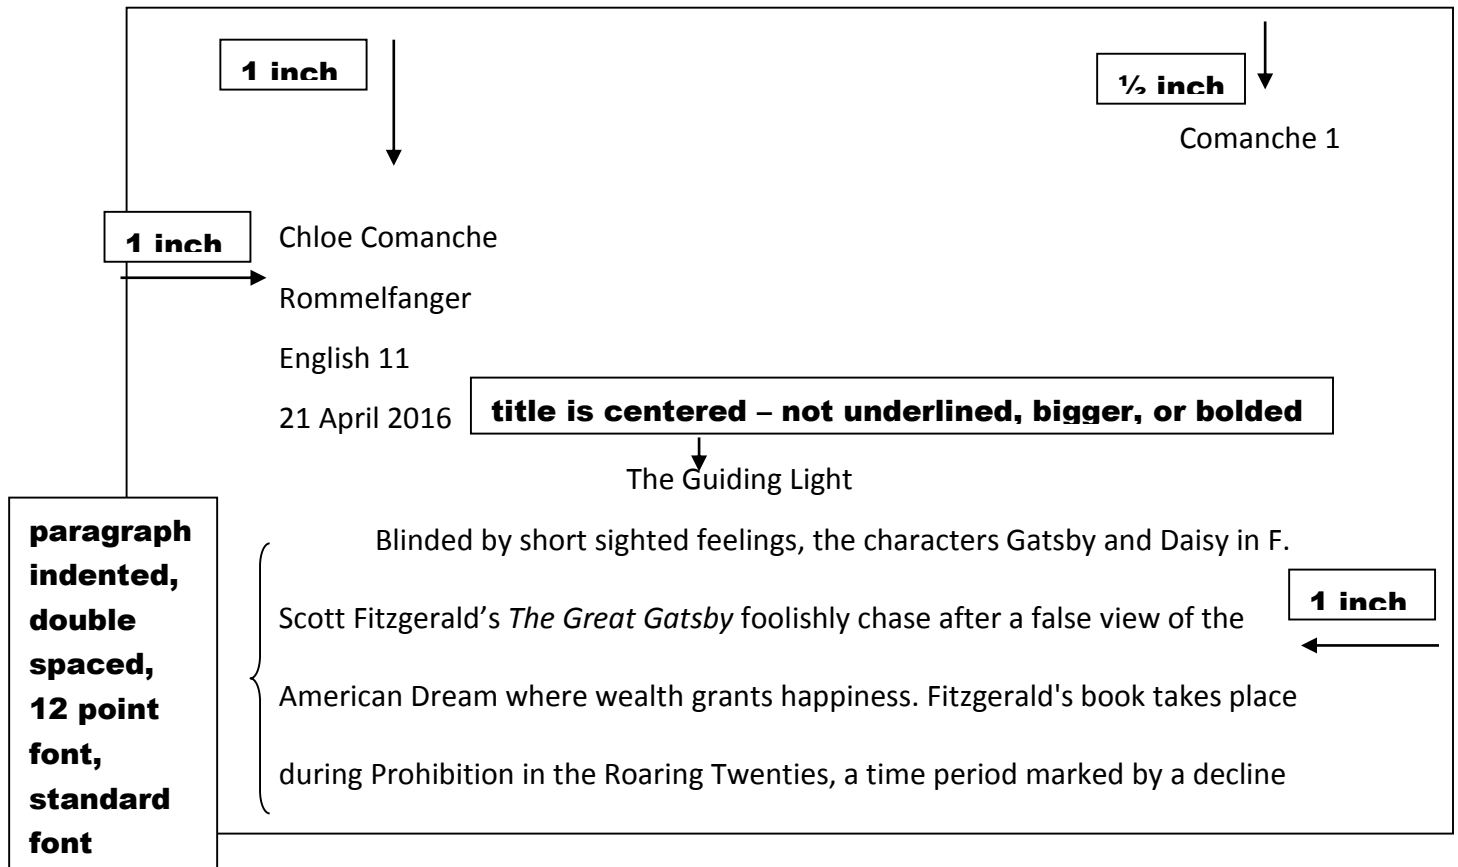 1 inch
½ inch
Comanche 1
1 inch
Chloe Comanche
Rommelfanger
English 11
21 April 2016
title is centered – not underlined, bigger, or bolded
The Guiding Light
paragraph
indented,
double
spaced,
12 point
font,
standard
font
Blinded by short sighted feelings, the characters Gatsby and Daisy in F.
Scott Fitzgerald’s The Great Gatsby foolishly chase after a false view of the
1 inch
American Dream where wealth grants happiness. Fitzgerald's book takes place
during Prohibition in the Roaring Twenties, a time period marked by a decline